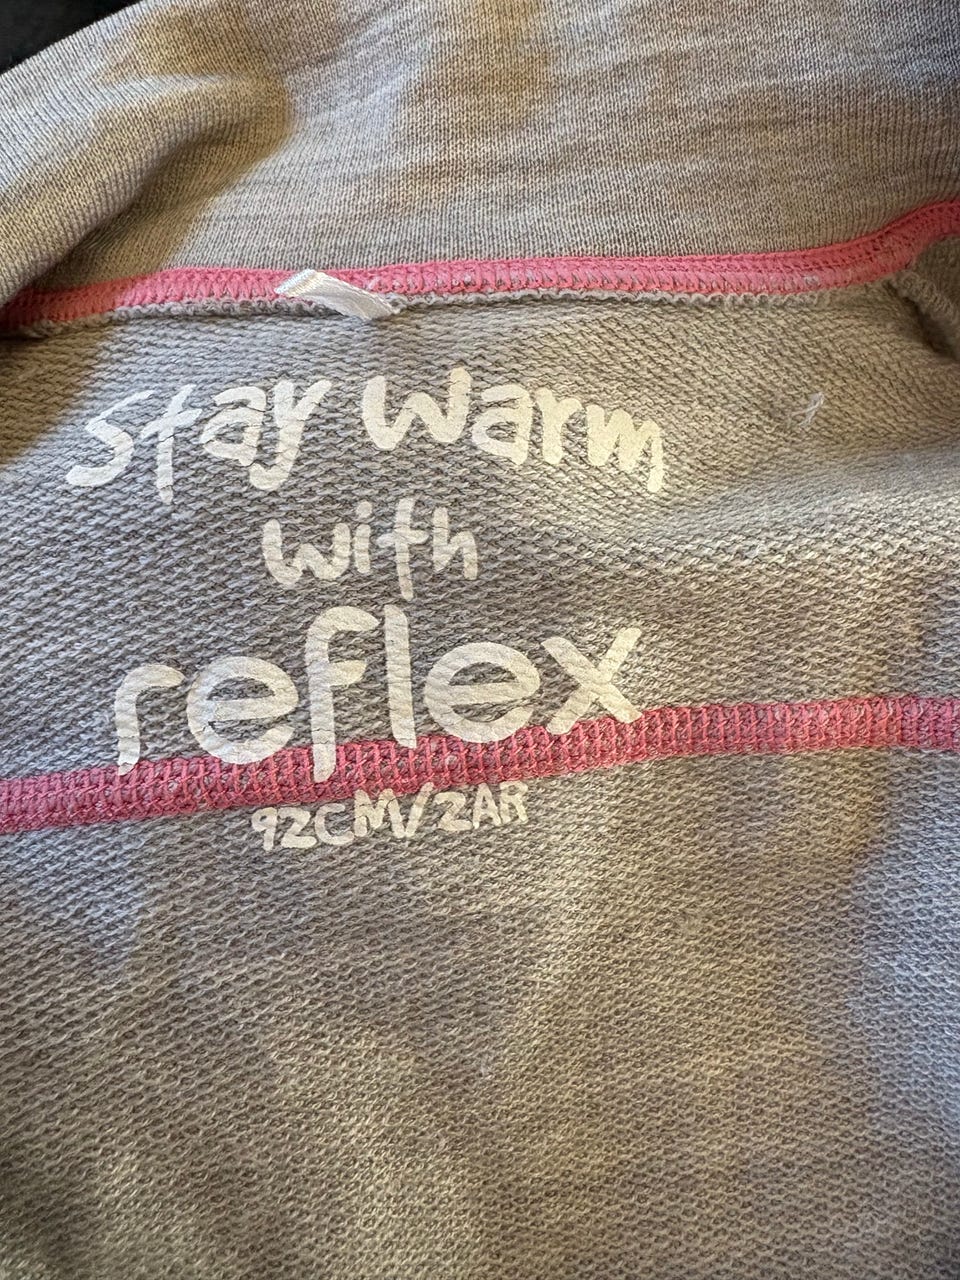 Stay warm
with
reflex
92CM/2AR